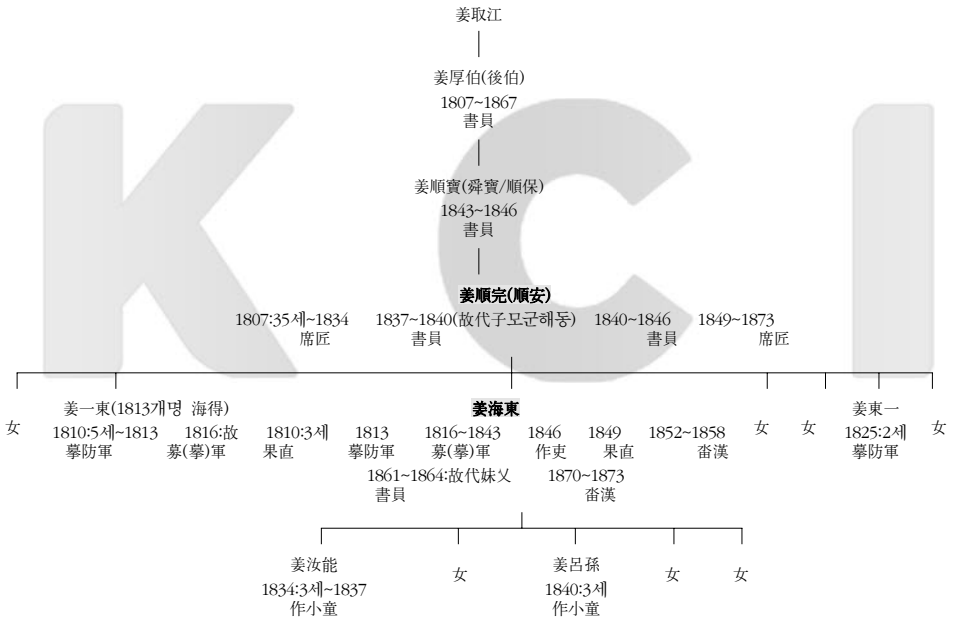 姜取江
姜厚伯(後伯)
1807~1867
書員
姜順寶(舜寶/順保)
1843~1846
書員
姜順完(順安)
1807:35세~1834 1837~1840(故代子모군해동) 1840~1846 1849~1873
席匠 書員 書員 席匠
姜一東(1813개명 海得) 姜海東 姜東一
女 1810:5세~1813 1816:故 1810:3세 1813 1816~1843 1846 1849 1852~1858 女 女 1825:2세 女
摹防軍 募(摹)軍 果直 摹防軍 募(摹)軍 作吏 果直 畓漢 摹防軍
1861~1864:故代妹乂 1870~1873
書員 畓漢
姜汝能 女 姜呂孫 女 女
1834:3세~1837 1840:3세
作小童 作小童
KCI